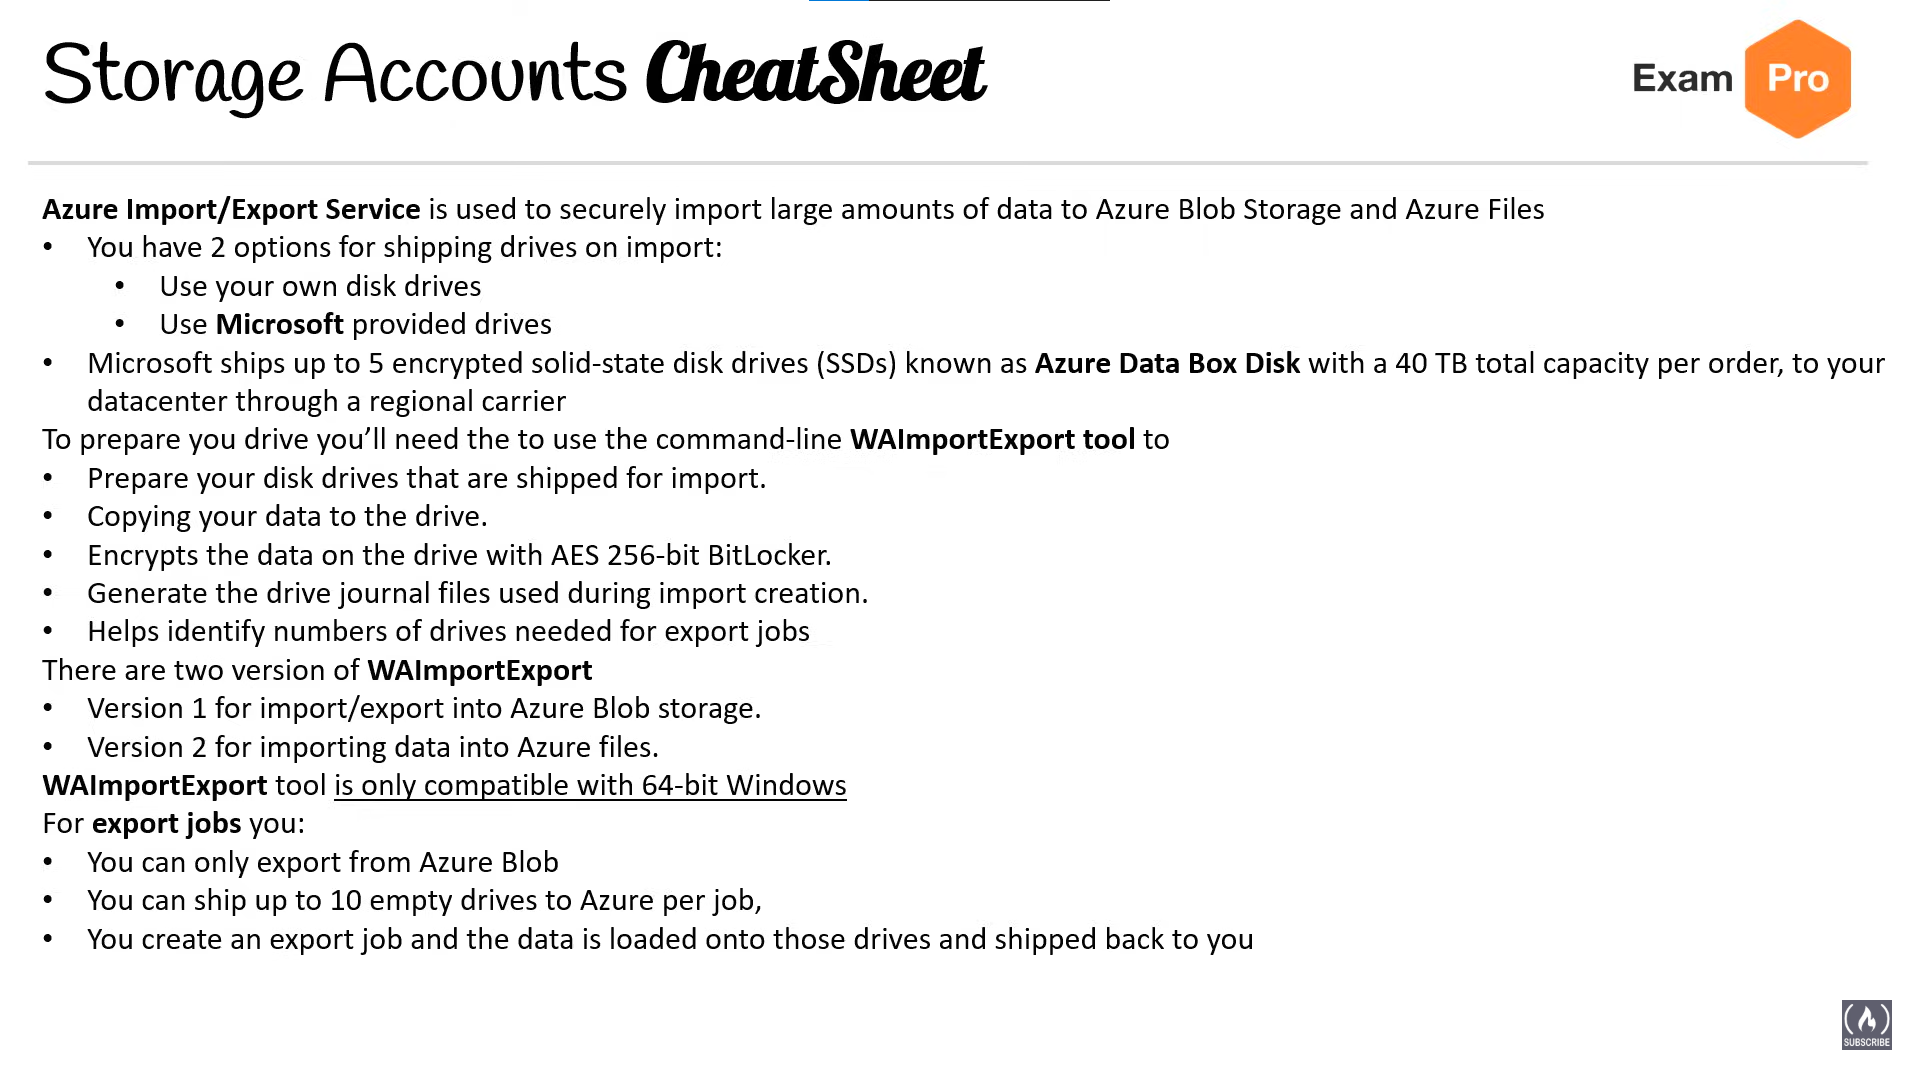 Storage Accounts CheatSheet
Exam Pro
Azure Import/Export Service is used to securely import large amounts of data to Azure Blob Storage and Azure Files
• You have 2 options for shipping drives on import:
• Use your own disk drives
• Use Microsoft provided drives
• Microsoft ships up to 5 encrypted solid-state disk drives (SSDs) known as Azure Data Box Disk with a 40 TB total capacity per order, to your
datacenter through a regional carrier
To prepare you drive you’ll need the to use the command-line WAImportExport tool to
• Prepare your disk drives that are shipped for import.
• Copying your data to the drive.
• Encrypts the data on the drive with AES 256-bit BitLocker.
• Generate the drive journal files used during import creation.
• Helps identify numbers of drives needed for export jobs
There are two version of WAImportExport
• Version 1 for import/export into Azure Blob storage.
• Version 2 for importing data into Azure files.
WAImportExport tool is only compatible with 64-bit Windows
For export jobs you:
• You can only export from Azure Blob
• You can ship up to 10 empty drives to Azure per job,
• You create an export job and the data is loaded onto those drives and shipped back to you
SUBSCRIBE